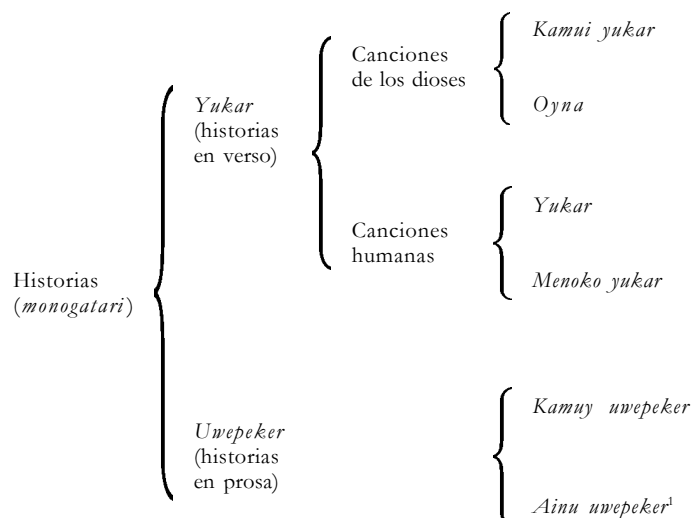 Historias
(monogatari)
Yukar
(historias
en verso)
Canciones
de los dioses
Kamui yukar
Oyna
Canciones
humanas
Yukar
Menoko yukar
Uwepeker
(historias
en prosa)
Kamuy uwepeker
Ainu uwepeker¹